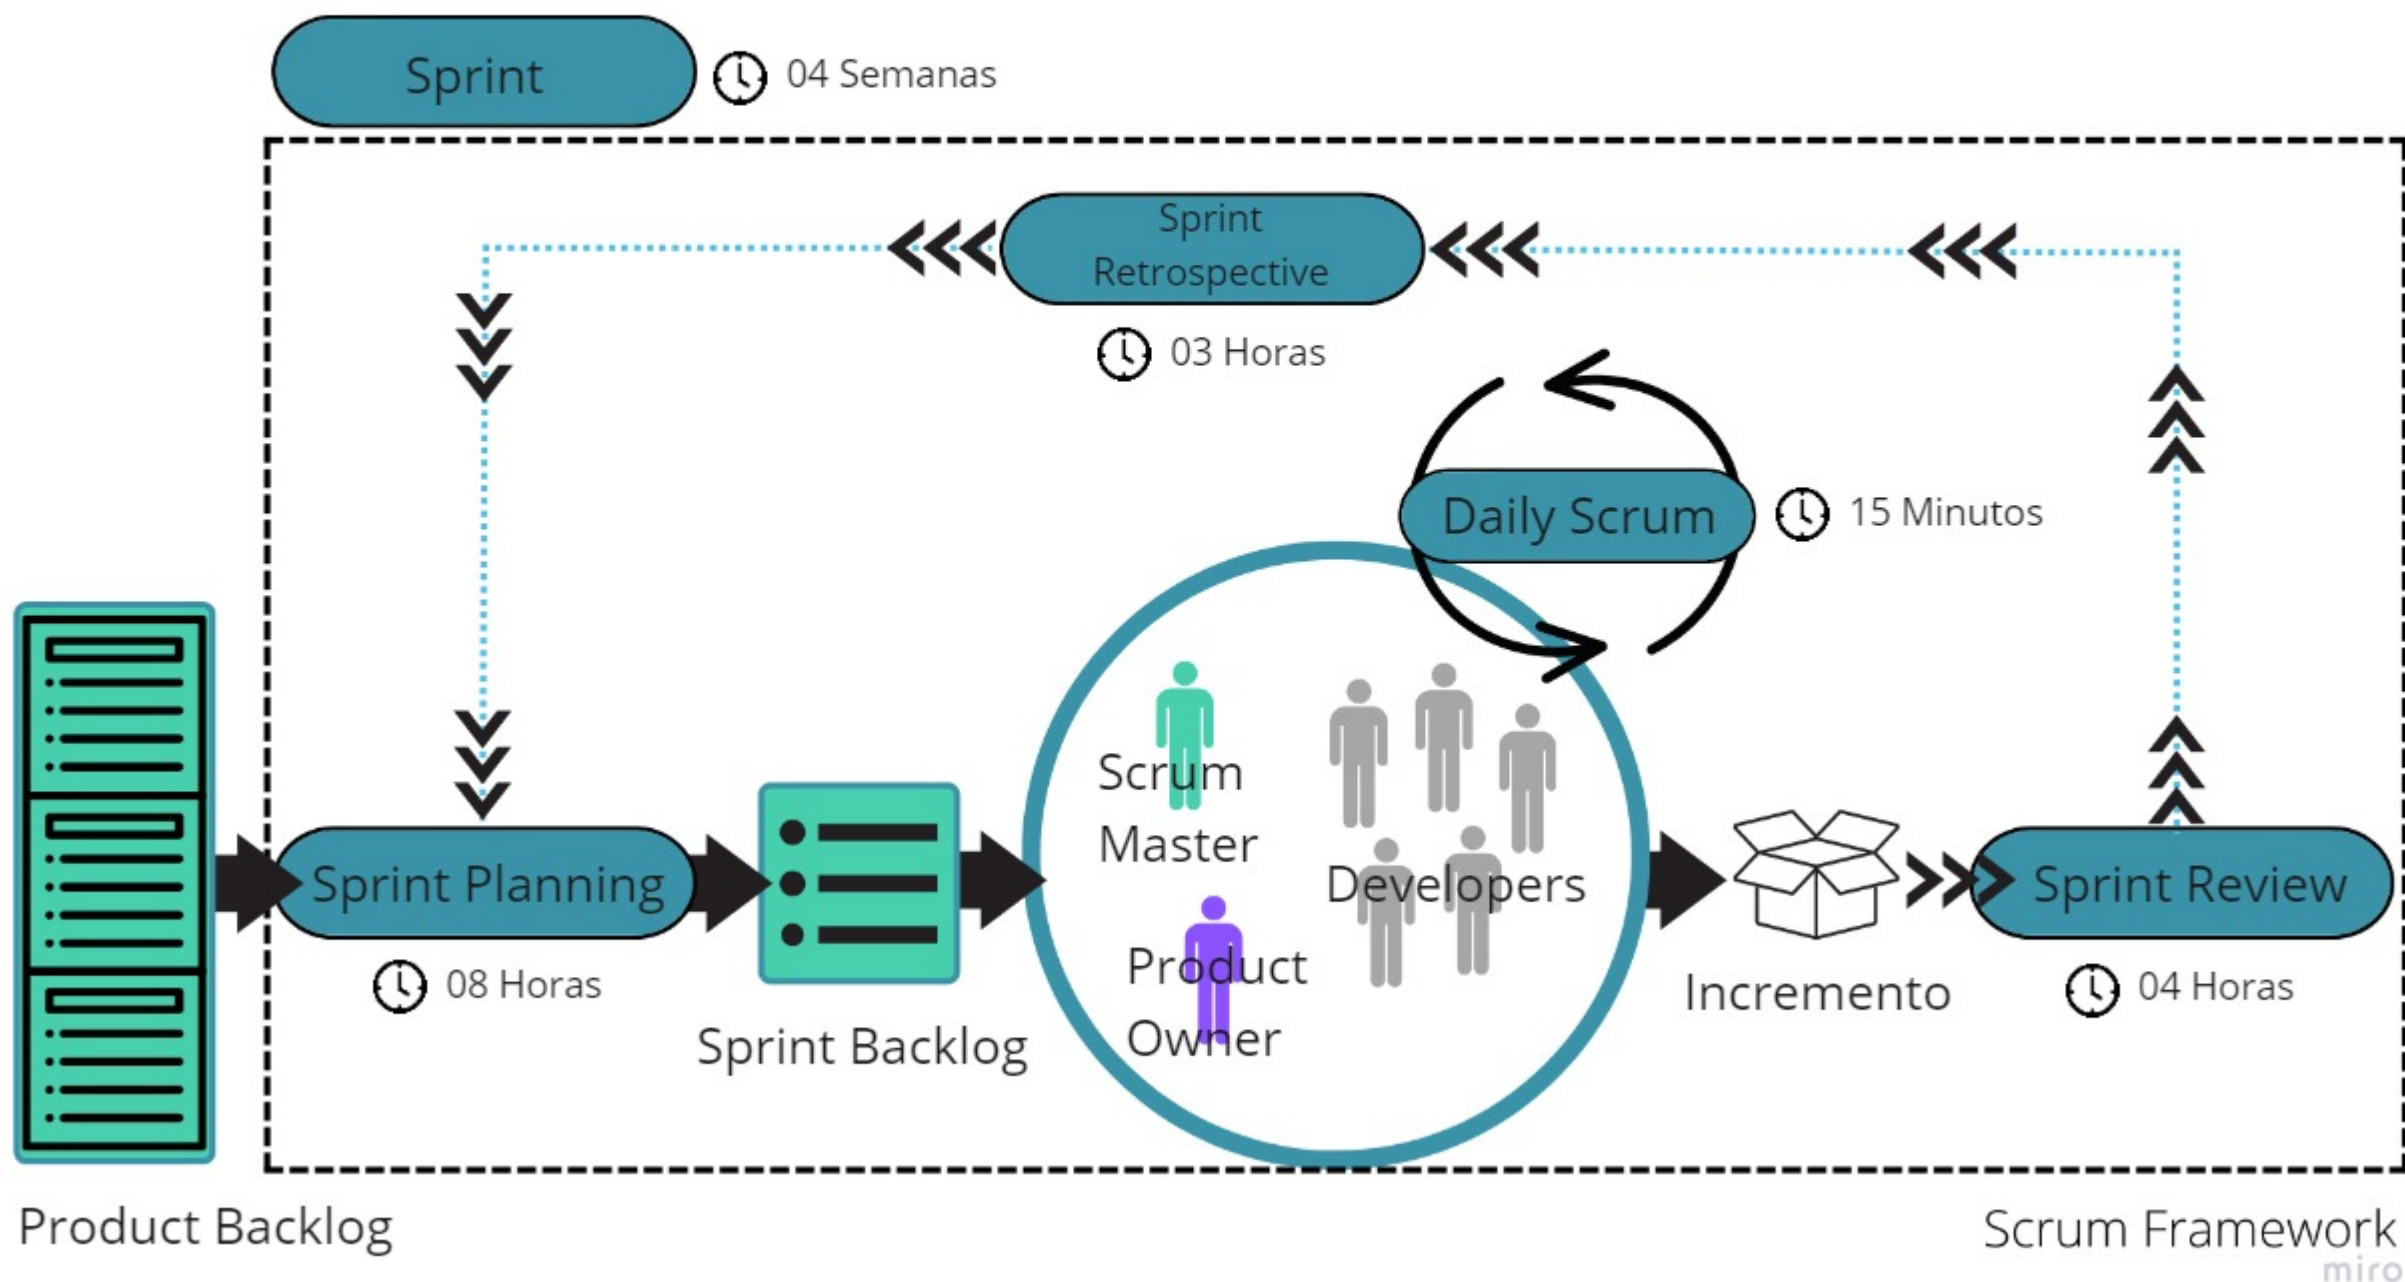 Sprint
04 Semanas
Sprint
Retrospective
03 Horas
Daily Scrum
15 Minutos
Scrum
Master
Developers
Product
Owner
Sprint Planning
08 Horas
Sprint Backlog
Incremento
Sprint Review
04 Horas
Product Backlog
Scrum Framework
miro